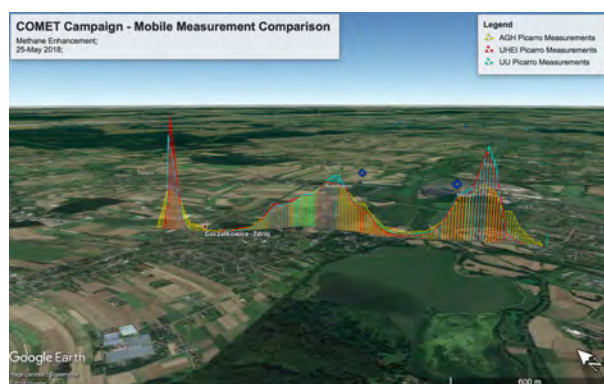 COMET Campaign - Mobile Measurement Comparison
Methane Enhancement;
25-May 2018;
Legend
AGH Picarro Measurements
UHEI Picarro Measurements
UU Picarro Measurements
Goczałkowice-Zdrój
Google Earth
600 m